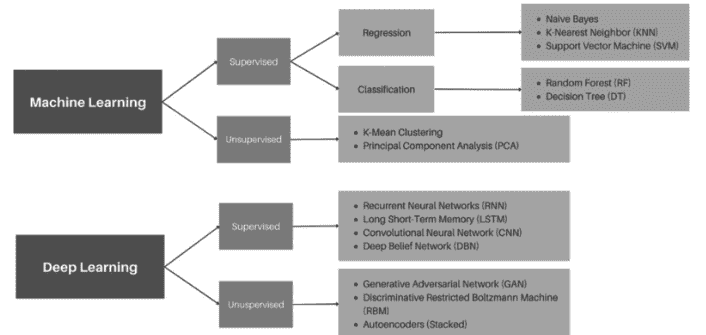 Machine Learning
Supervised
Regression
• Naive Bayes
• K-Nearest Neighbor (KNN)
• Support Vector Machine (SVM)
Classification
• Random Forest (RF)
• Decision Tree (DT)
Unsupervised
• K-Mean Clustering
• Principal Component Analysis (PCA)
Deep Learning
Supervised
• Recurrent Neural Networks (RNN)
• Long Short-Term Memory (LSTM)
• Convolutional Neural Network (CNN)
• Deep Belief Network (DBN)
Unuspervised
• Generative Adversarial Network (GAN)
• Discriminative Restricted Boltzmann Machine
(RBM)
• Autoencoders (Stacked)